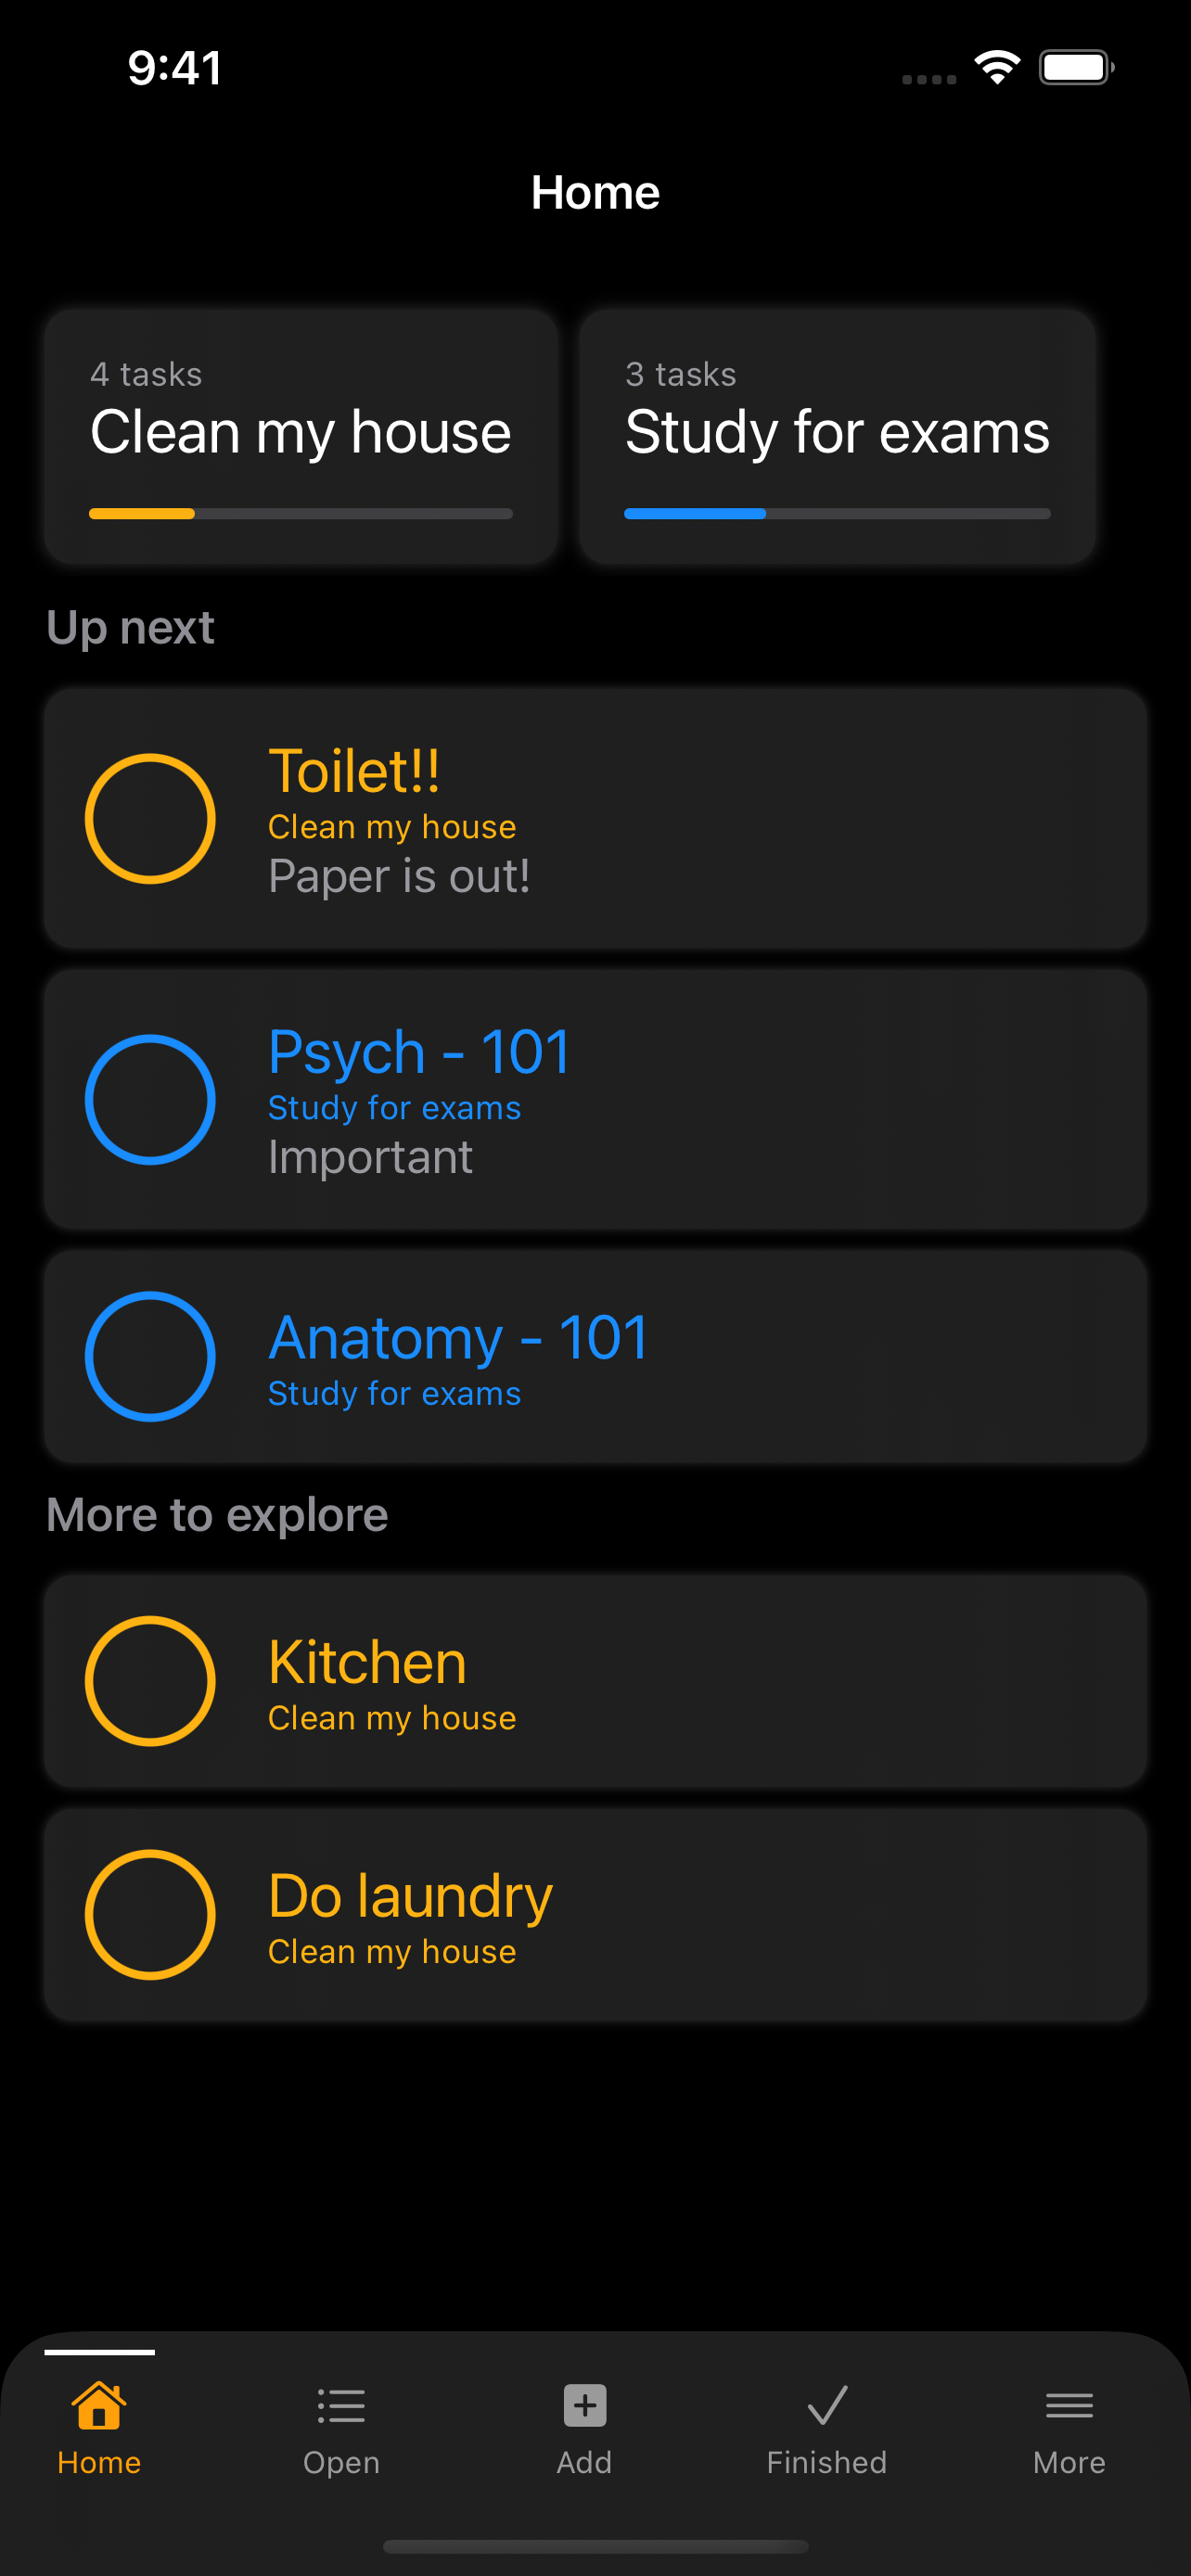 9:41
Home
4 tasks
Clean my house
3 tasks
Study for exams
Up next
Toilet!!
Clean my house
Paper is out!
Psych - 101
Study for exams
Important
Anatomy - 101
Study for exams
More to explore
Kitchen
Clean my house
Do laundry
Clean my house
Home
Open
Add
Finished
More